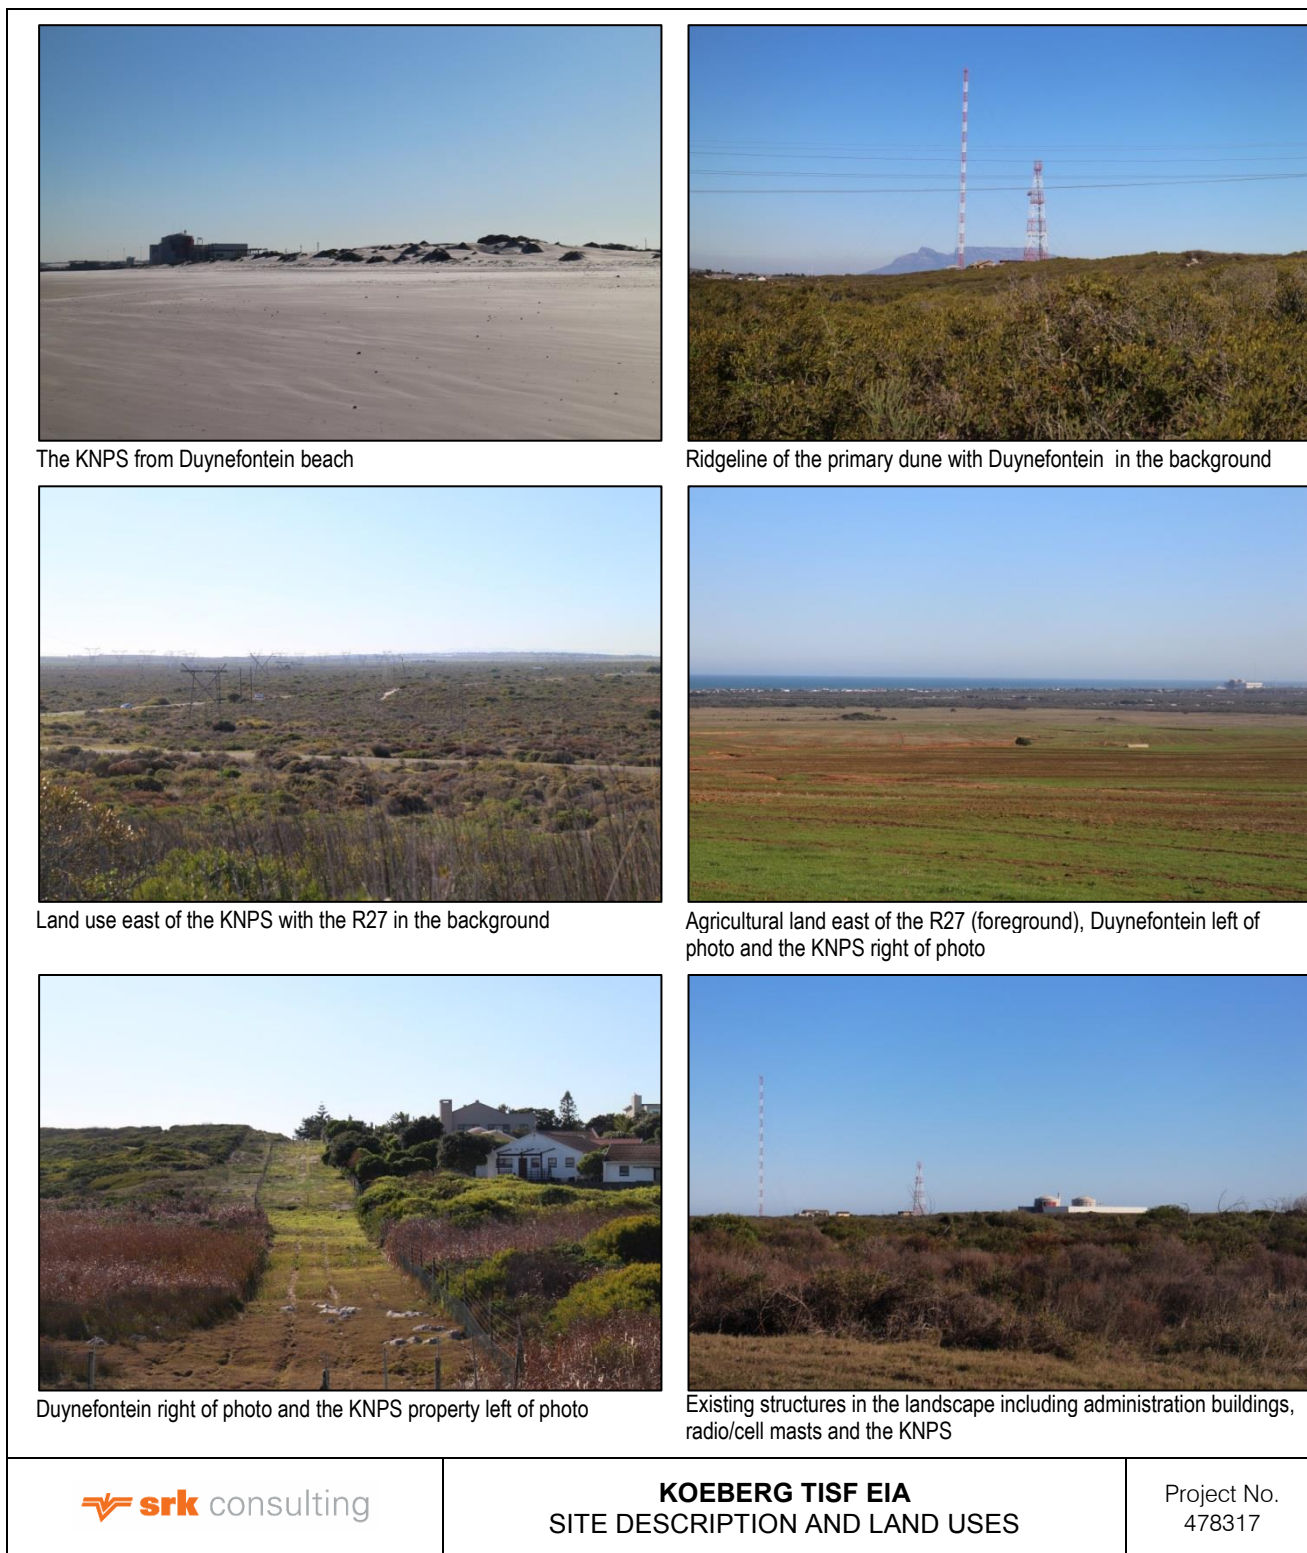 The KNPS from Duynefontein beach
Ridgeline of the primary dune with Duynefontein in the background
Land use east of the KNPS with the R27 in the background
Agricultural land east of the R27 (foreground), Duynefontein left of
photo and the KNPS right of photo
Duynefontein right of photo and the KNPS property left of photo
Existing structures in the landscape including administration buildings,
radio/cell masts and the KNPS
srk consulting
KOEBERG TISF EIA
SITE DESCRIPTION AND LAND USES
Project No.
478317